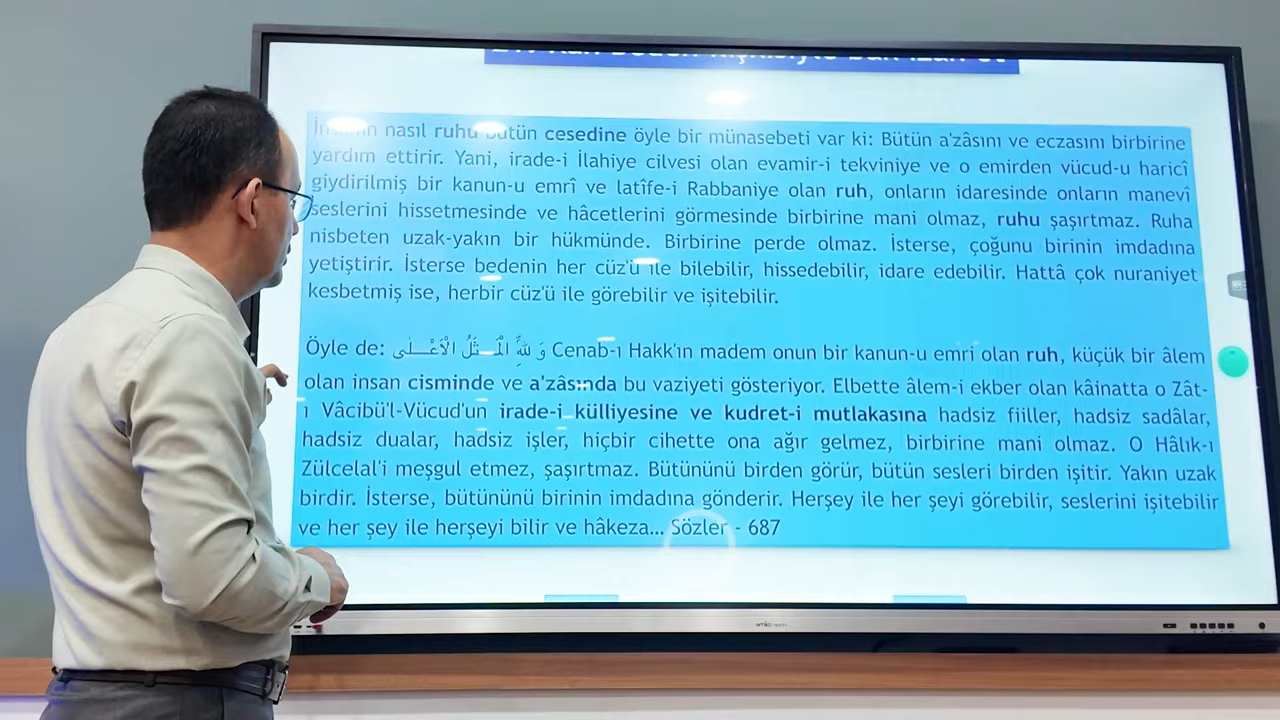 nasıl ruhu bütün cesedine öyle bir münasebeti var ki: Bütün a'zâsını ve eczasını birbirine
yardım ettirir. Yani, irade-i İlahiye cilvesi olan evamir-i tekviniye ve o emirden vücud-u haricî
giydirilmiş bir kanun-u emrî ve latîfe-i Rabbaniye olan ruh, onların idaresinde onların manevî
seslerini hissetmesinde ve hâcetlerini görmesinde birbirine mani olmaz, ruhu şaşırtmaz. Ruha
nisbeten uzak-yakın bir hükmünde. Birbirine perde olmaz. İsterse, çoğunu birinin imdadına
yetiştirir. İsterse bedenin her cüz'ü ile bilebilir, hissedebilir, idare edebilir. Hattâ çok nuraniyet
kesbetmiş ise, herbir cüz'ü ile görebilir ve işitebilir.
Öyle de: وَ لِلّٰهِ الْمَثَلُ الْاَعْلٰى Cenab-ı Hakk'ın madem onun bir kanun-u emri olan ruh, küçük bir âlem
olan insan cisminde ve a'zâsında bu vaziyeti gösteriyor. Elbette âlem-i ekber olan kâinatta o Zât-
ı Vâcibü'l-Vücud'un irade-i külliyesine ve kudret-i mutlakasına hadsiz fiiller, hadsiz sadâlar,
hadsiz dualar, hadsiz işler, hiçbir cihette ona ağır gelmez, birbirine mani olmaz. O Hâlık-ı
Zülcelal'i meşgul etmez, şaşırtmaz. Bütününü birden görür, bütün sesleri birden işitir. Yakın uzak
birdir. İsterse, bütününü birinin imdadına gönderir. Herşey ile her şeyi görebilir, seslerini işitebilir
ve her şey ile herşeyi bilir ve hâkeza... Sözler - 687